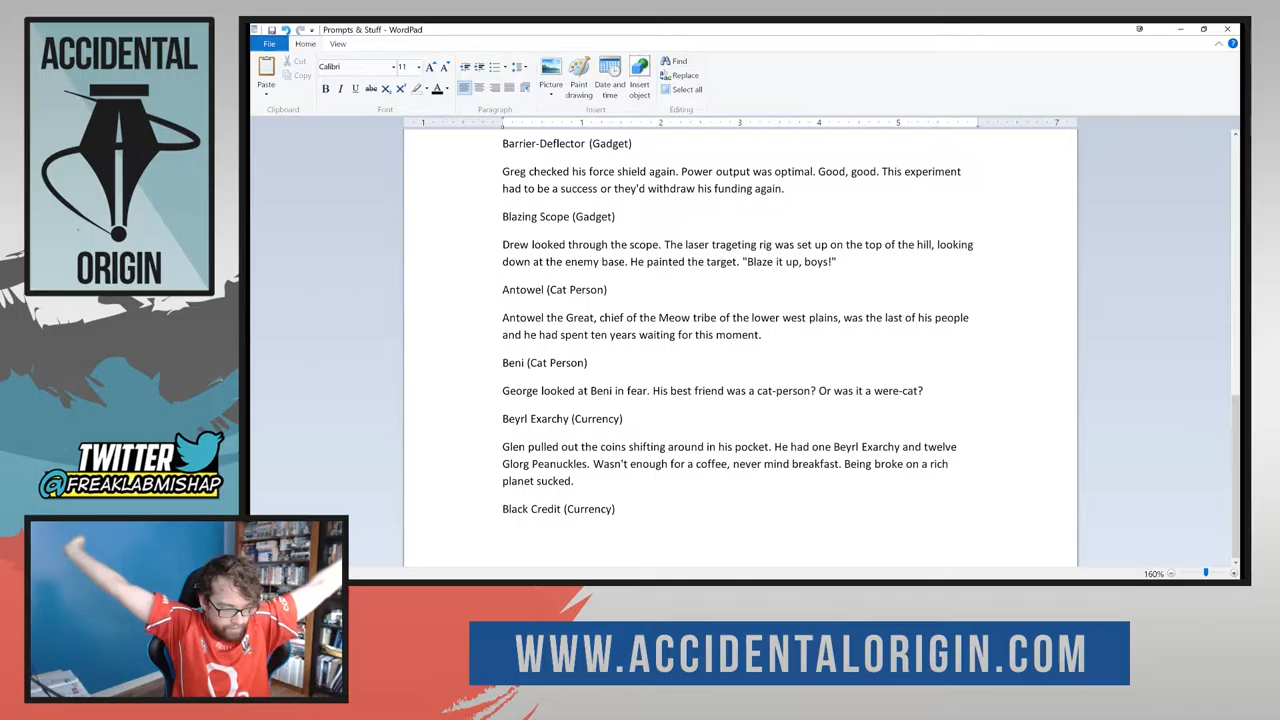 ACCIDENTAL
ORIGIN
Prompts & Stuff - WordPad
File
Home
View
Cut
Copy
Paste
Clipboard
Calibri
11
Font
Paragraph
Picture
Paint
drawing
Date and
time
Insert
object
Insert
Find
Replace
Select all
Editing
1 1 2 3 4 5 7
Barrier-Deflector (Gadget)
Greg checked his force shield again. Power output was optimal. Good, good. This experiment
had to be a success or they'd withdraw his funding again.
Blazing Scope (Gadget)
Drew looked through the scope. The laser trageting rig was set up on the top of the hill, looking
down at the enemy base. He painted the target. "Blaze it up, boys!"
Antowel (Cat Person)
Antowel the Great, chief of the Meow tribe of the lower west plains, was the last of his people
and he had spent ten years waiting for this moment.
Beni (Cat Person)
George looked at Beni in fear. His best friend was a cat-person? Or was it a were-cat?
Beyrl Exarchy (Currency)
Glen pulled out the coins shifting around in his pocket. He had one Beyrl Exarchy and twelve
Glorg Peanuckles. Wasn't enough for a coffee, never mind breakfast. Being broke on a rich
planet sucked.
Black Credit (Currency)
160%
TWITTER
@FREAKLABMISHAP
WWW.ACCIDENTALORIGIN.COM